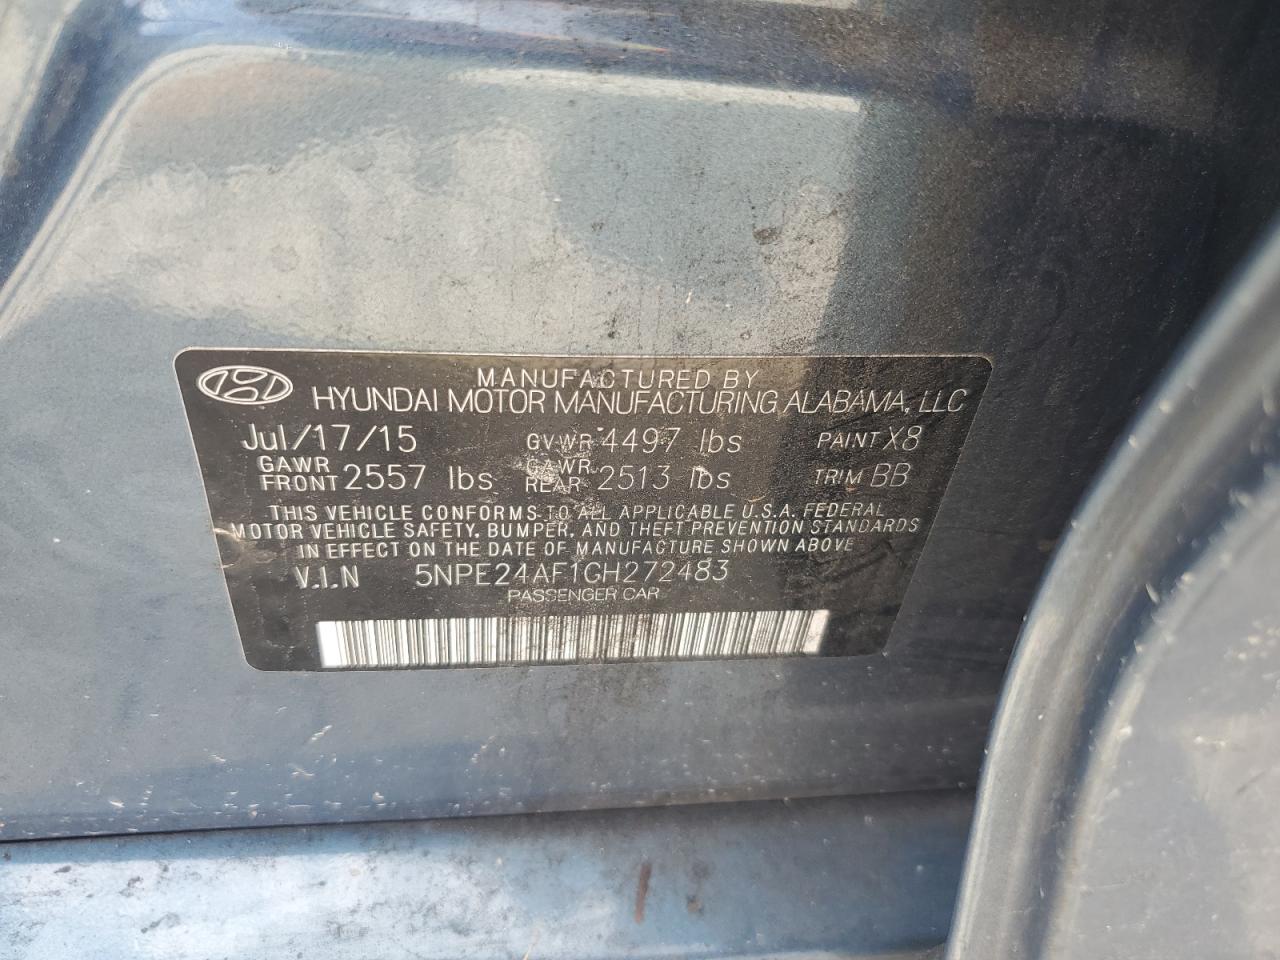 MANUFACTURED BY
HYUNDAI MOTOR MANUFACTURING ALABAMA, LLC
Jul/17/15 GVWR 4497 lbs PAINT X8
GAWR FRONT 2557 lbs GAWR REAR 2513 lbs TRIM BB
THIS VEHICLE CONFORMS TO ALL APPLICABLE U.S.A. FEDERAL
MOTOR VEHICLE SAFETY, BUMPER, AND THEFT PREVENTION STANDARDS
IN EFFECT ON THE DATE OF MANUFACTURE SHOWN ABOVE
V.I.N 5NPE24AF1GH272483
PASSENGER CAR